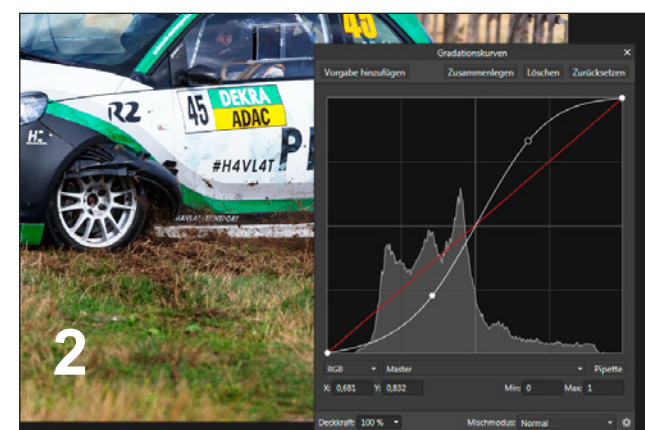 45
Gradationskurven ×
Vorgabe hinzufügen Zusammenlegen Löschen Zurücksetzen
R2
45 DEKRA
ADAC
H:
P
#H4VL4T
2
RGB Master Pipette
X: 0,681 Y: 0,832 Min: 0 Max: 1
Deckkraft: 100 % Mischmodus: Normal